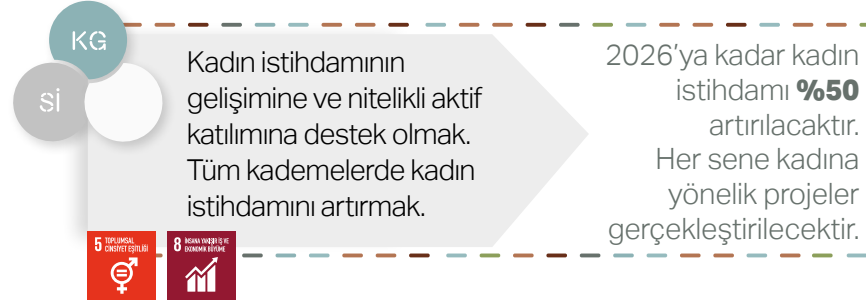 KG
Sİ
Kadın istihdamının
gelişimine ve nitelikli aktif
katılımına destek olmak.
Tüm kademelerde kadın
istihdamını artırmak.
2026'ya kadar kadın
istihdamı %50
artırılacaktır.
Her sene kadına
yönelik projeler
gerçekleştirilecektir.
5 TOPLUMSAL
CİNSİYET EŞİTLİĞİ
8 İNSANA YAKIŞIR İŞ VE
EKONOMİK BÜYÜME